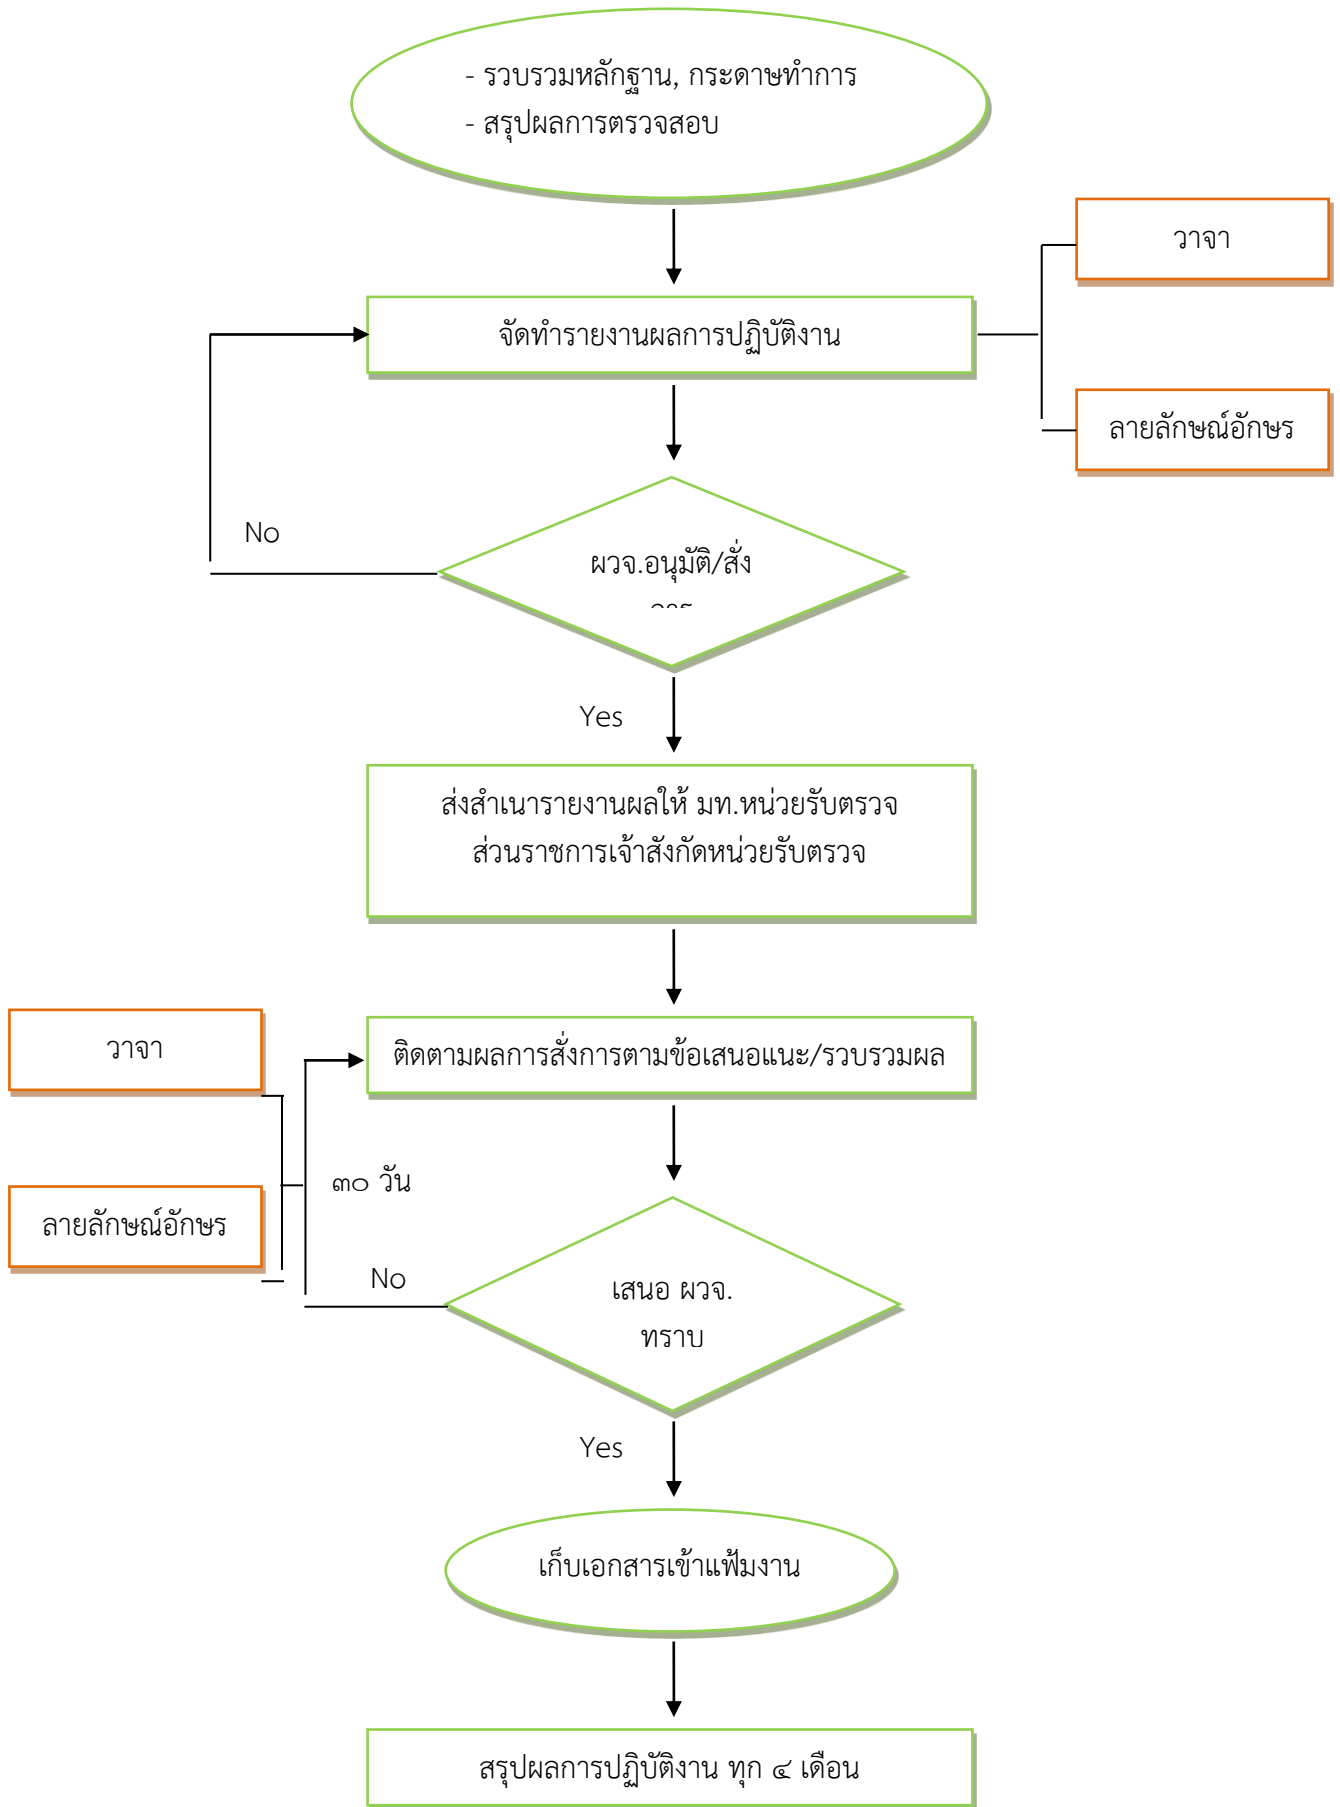 - รวบรวมหลักฐาน, กระดาษทำการ
- สรุปผลการตรวจสอบ
วาจา
จัดทำรายงานผลการปฏิบัติงาน
ลายลักษณ์อักษร
No
ผวจ.อนุมัติ/สั่ง
Yes
ส่งสำเนารายงานผลให้ มท.หน่วยรับตรวจ
ส่วนราชการเจ้าสังกัดหน่วยรับตรวจ
วาจา
ติดตามผลการสั่งการตามข้อเสนอแนะ/รวบรวมผล
๓๐ วัน
ลายลักษณ์อักษร
No
เสนอ ผวจ.
ทราบ
Yes
เก็บเอกสารเข้าแฟ้มงาน
สรุปผลการปฏิบัติงาน ทุก ๔ เดือน